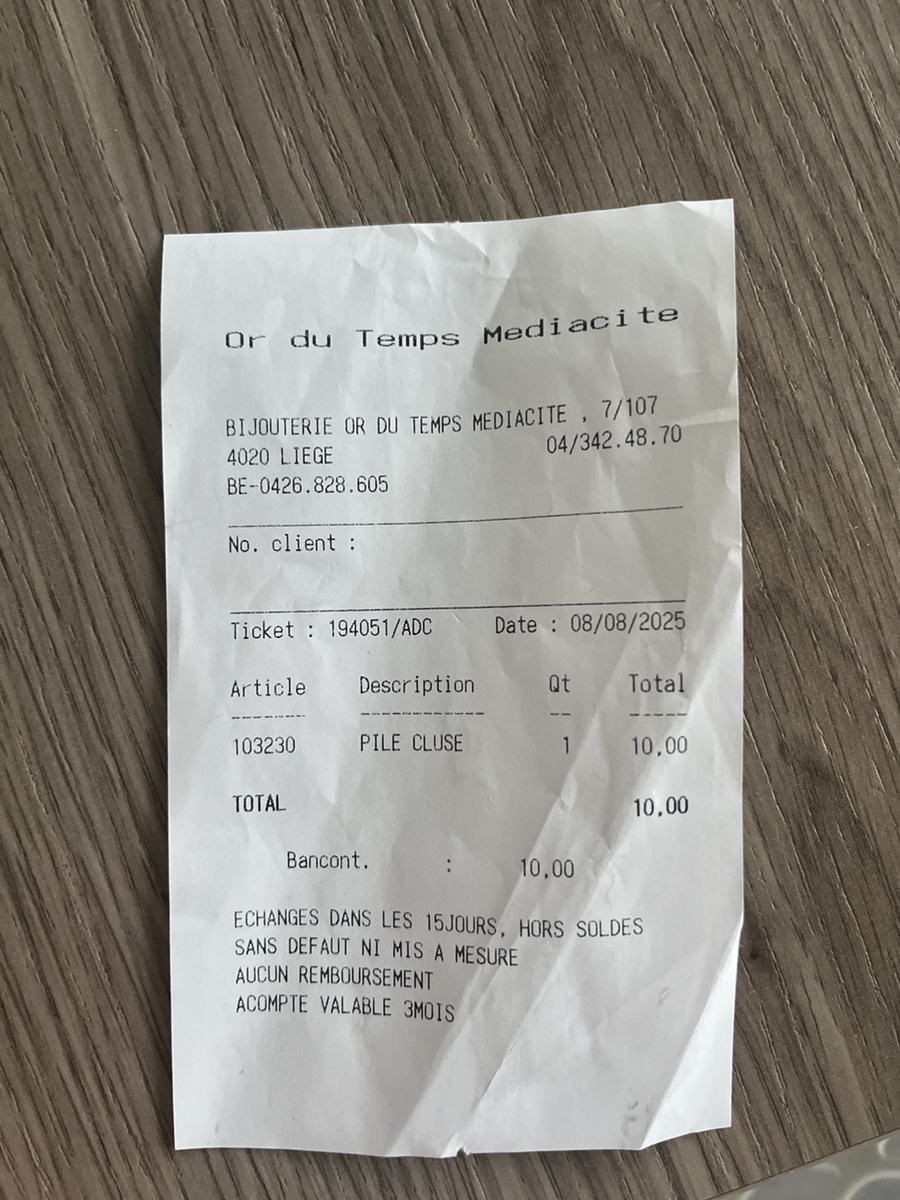 Or du Temps Mediacite
BIJOUTERIE OR DU TEMPS MEDIACITE , 7/107
4020 LIEGE 04/342.48.70
BE-0426.828.605
No. client :
Ticket : 194051/ADC Date : 08/08/2025
Article Description Qt Total
103230 PILE CLUSE 1 10,00
TOTAL 10,00
Bancont. : 10,00
ECHANGES DANS LES 15JOURS, HORS SOLDES
SANS DEFAUT NI MIS A MESURE
AUCUN REMBOURSEMENT
ACOMPTE VALABLE 3MOIS